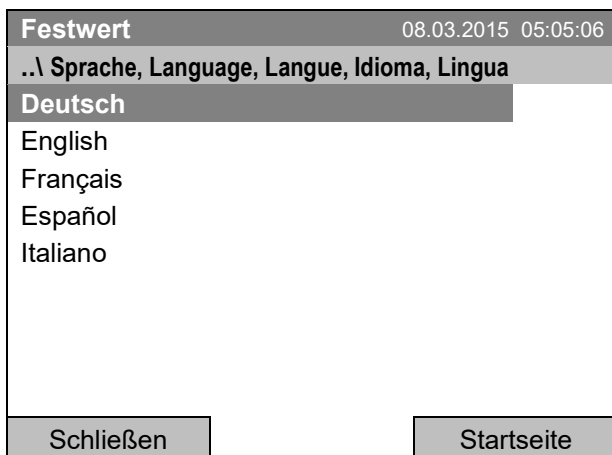 Festwert 08.03.2015 05:05:06
..\ Sprache, Language, Langue, Idioma, Lingua
Deutsch
English
Français
Español
Italiano
Schließen Startseite